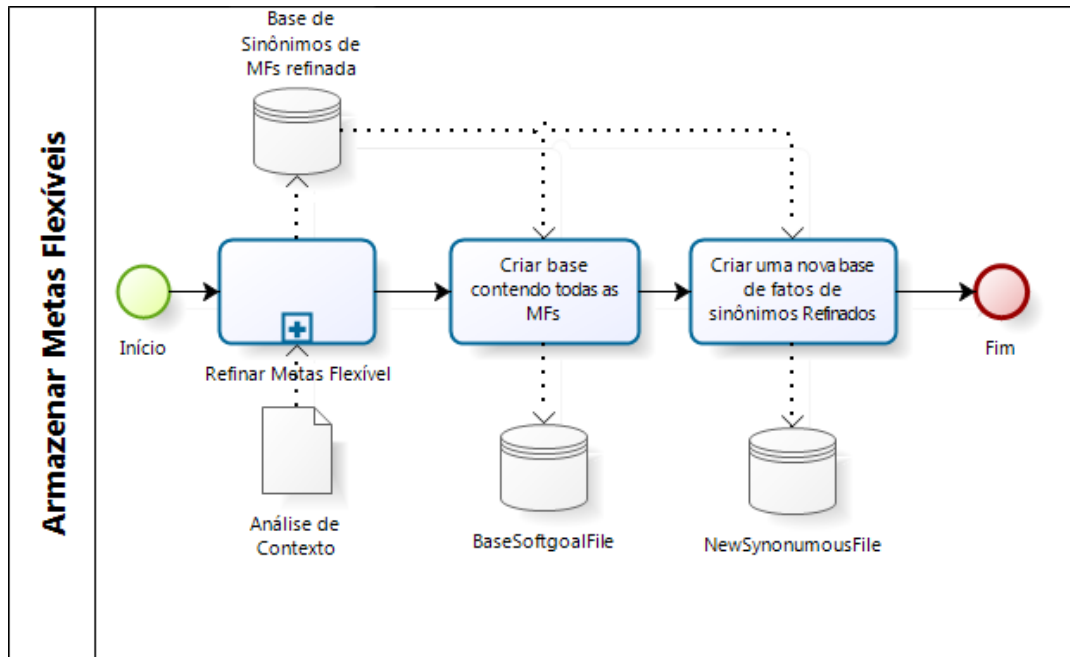 Armazenar Metas Flexíveis
Base de
Sinônimos de
MFs refinada
Início
Refinar Metas Flexível
Criar base
contendo todas as
MFs
Criar uma nova base
de fatos de
sinônimos Refinados
Fim
Análise de
Contexto
BaseSoftgoalFile
NewSynonumousFile